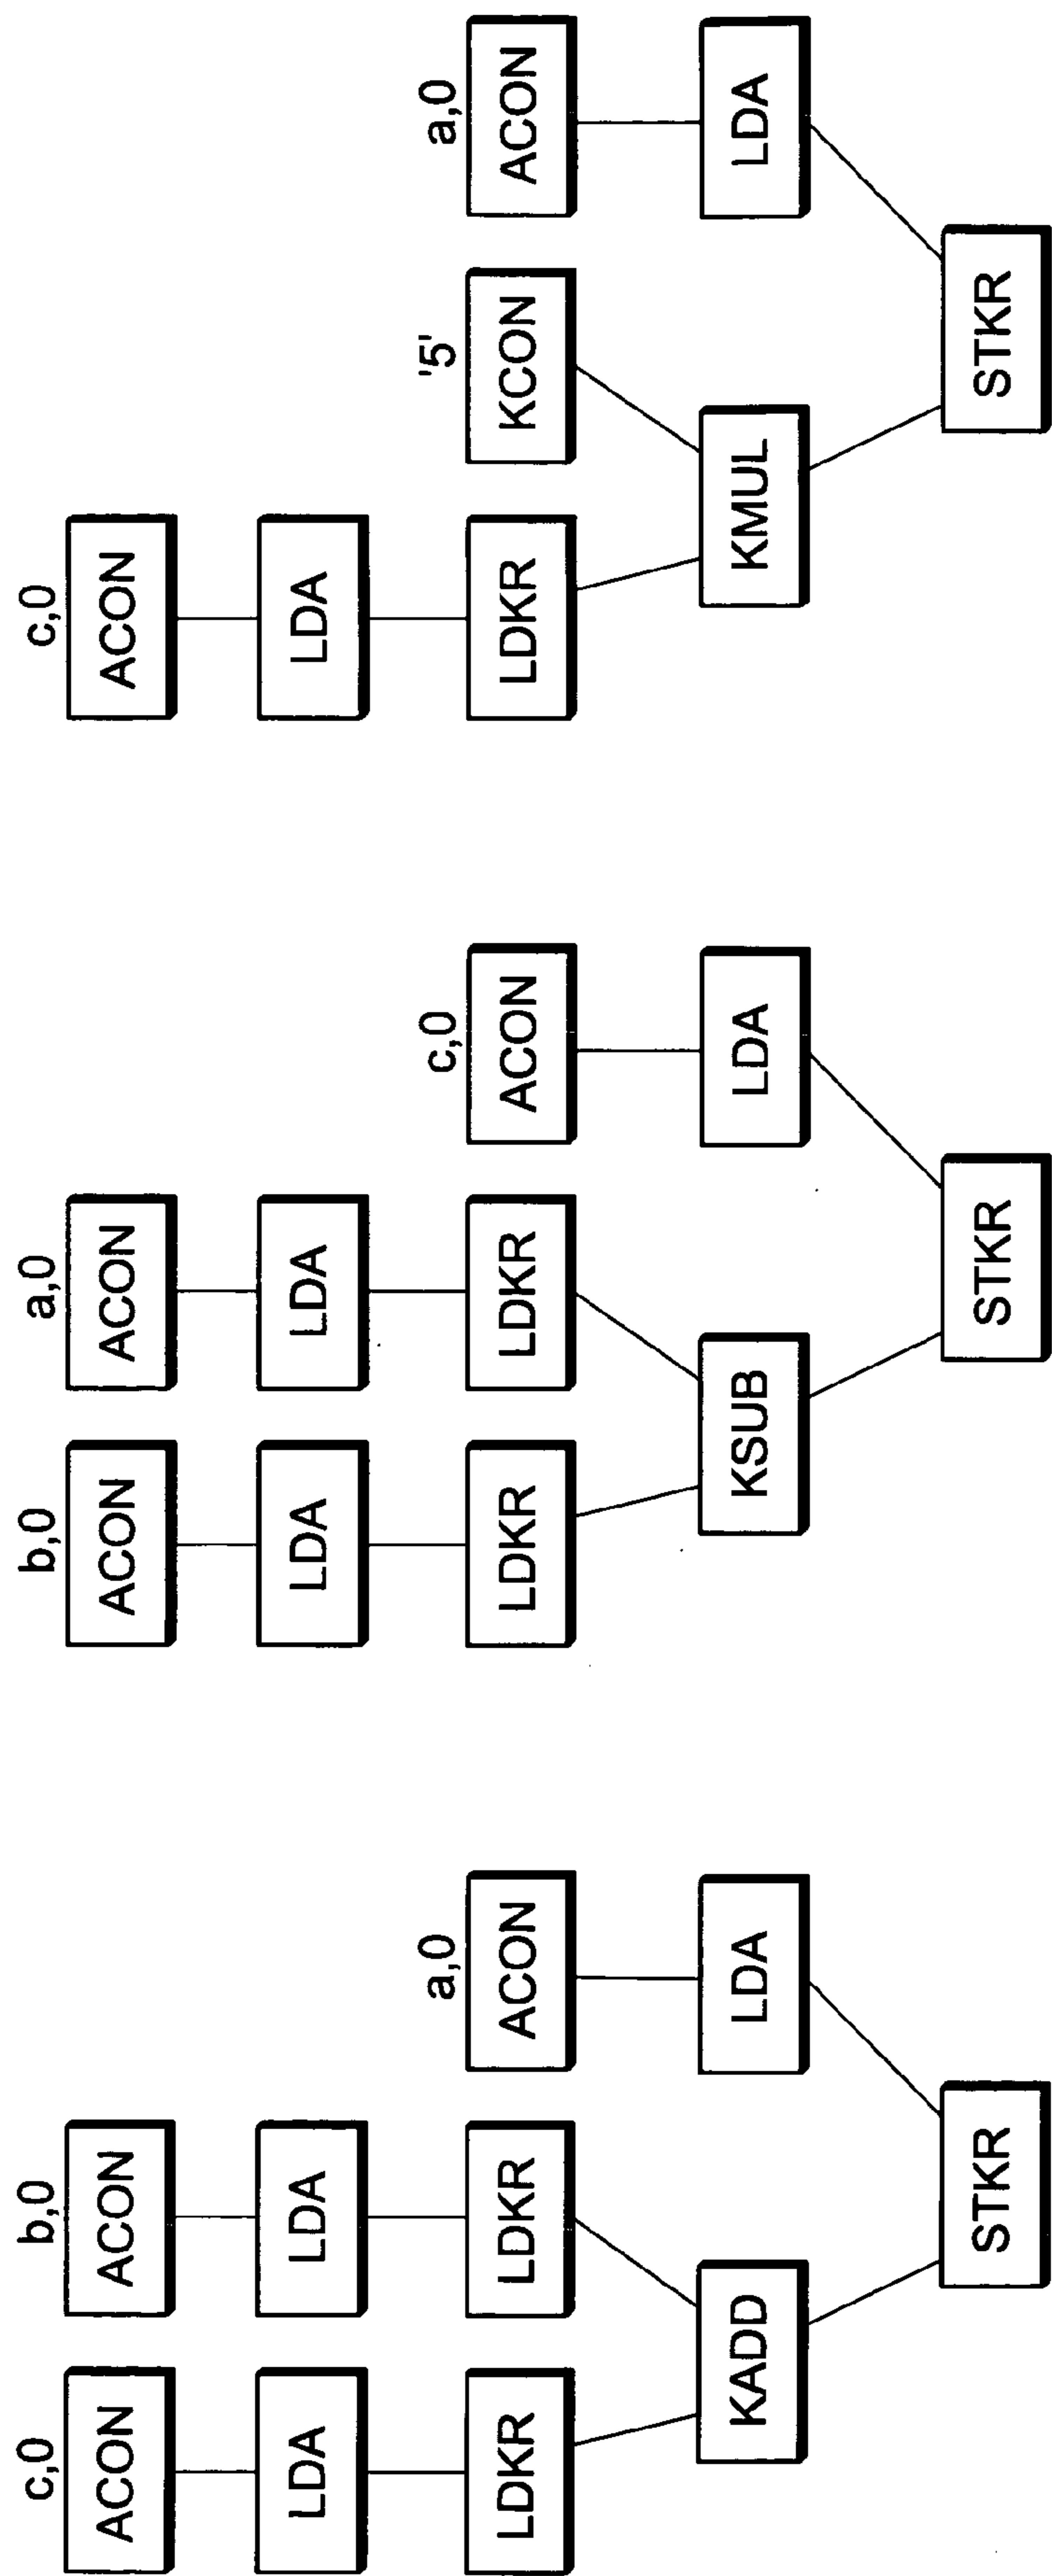 c,0
b,0
ACON
ACON
LDA
LDA
a,0
LDKR
LDKR
ACON
KADD
LDA
STKR
b,0
a,0
ACON
ACON
LDA
LDA
c,0
LDKR
LDKR
ACON
KSUB
LDA
STKR
c,0
ACON
LDA
'5'
a,0
LDKR
KCON
ACON
KMUL
LDA
STKR